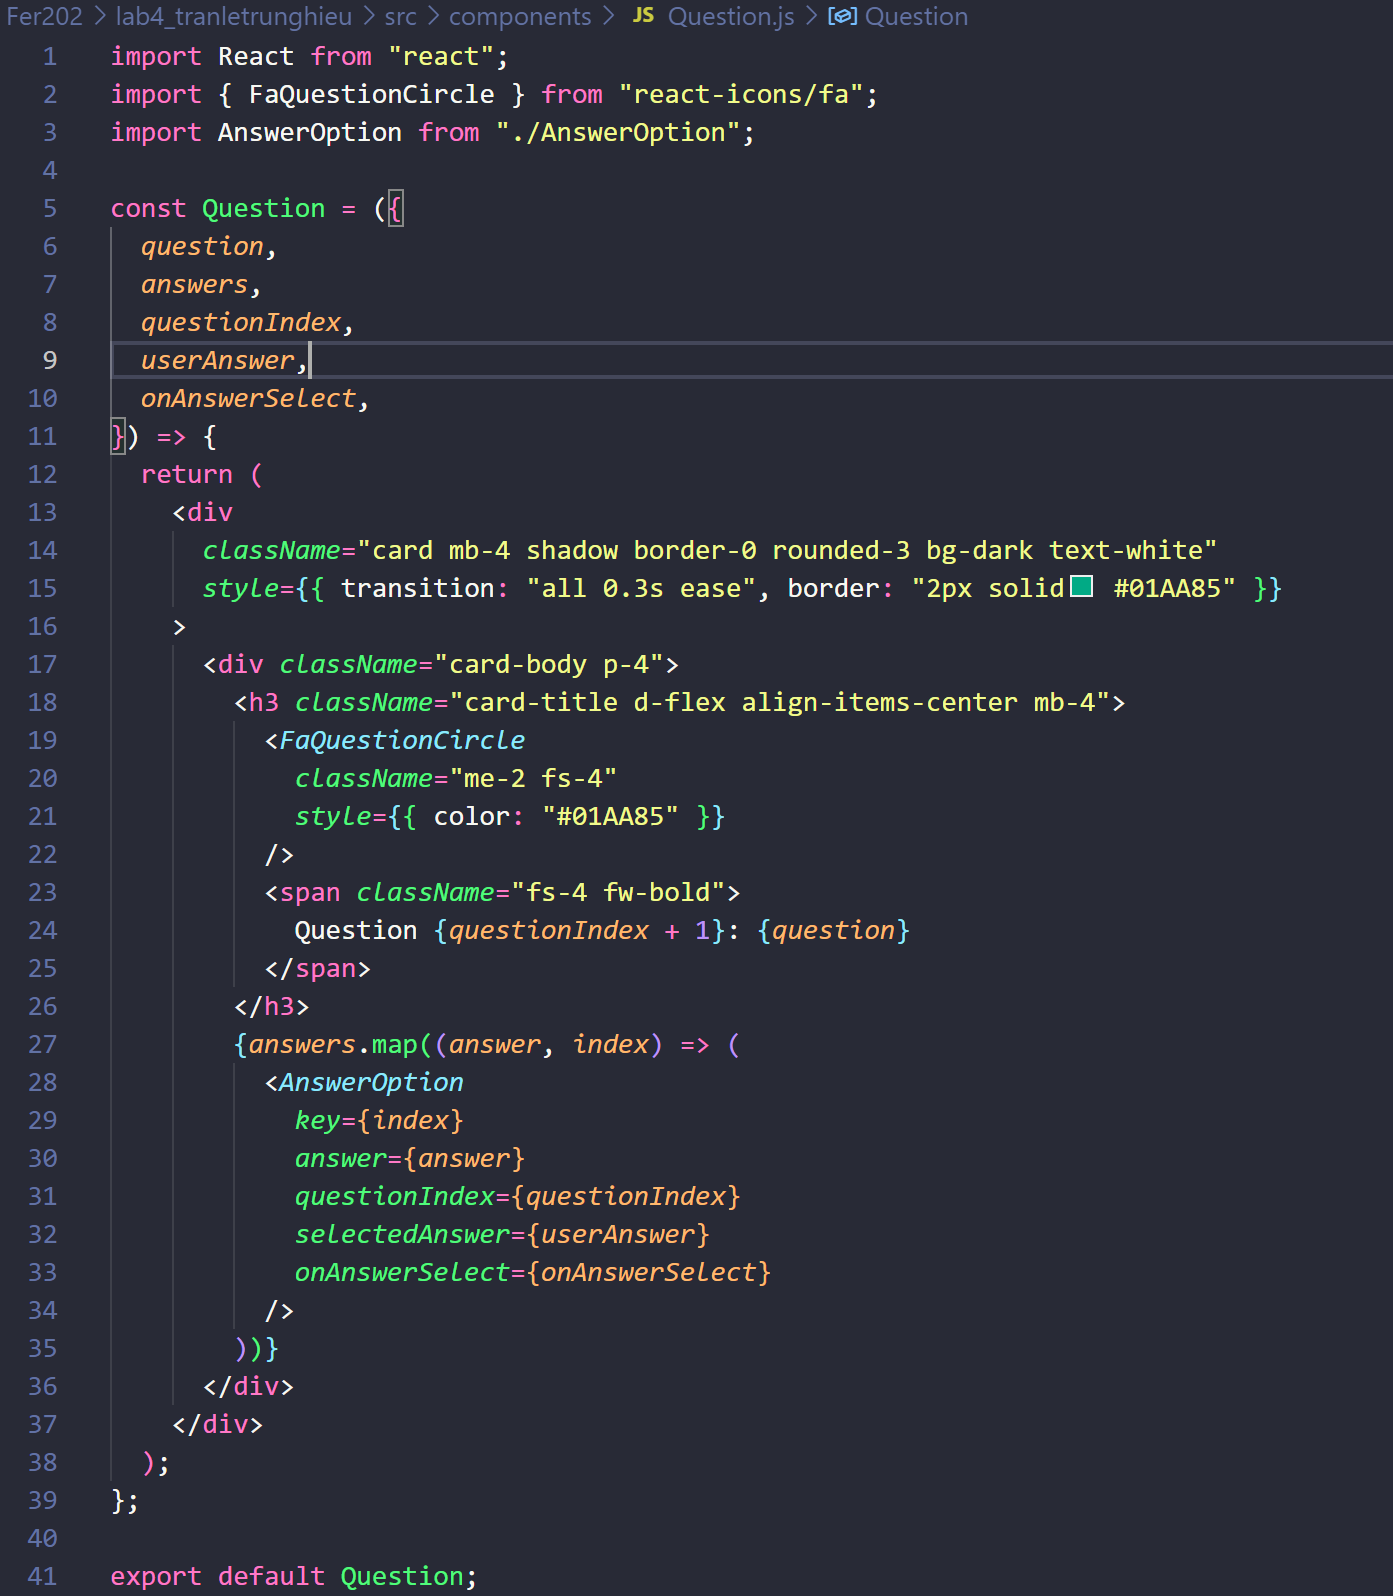 Fer202 > lab4_tranletrunghieu > src > components > JS Question.js > Question
1 import React from "react";
2 import { FaQuestionCircle } from "react-icons/fa";
3 import AnswerOption from "./AnswerOption";
4
5 const Question = ({
6   question,
7   answers,
8   questionIndex,
9   userAnswer,
10   onAnswerSelect,
11 }) => {
12   return (
13     <div
14       className="card mb-4 shadow border-0 rounded-3 bg-dark text-white"
15       style={{ transition: "all 0.3s ease", border: "2px solid #01AA85" }}
16     >
17       <div className="card-body p-4">
18         <h3 className="card-title d-flex align-items-center mb-4">
19           <FaQuestionCircle
20             className="me-2 fs-4"
21             style={{ color: "#01AA85" }}
22           />
23           <span className="fs-4 fw-bold">
24             Question {questionIndex + 1}: {question}
25           </span>
26         </h3>
27         {answers.map((answer, index) => (
28           <AnswerOption
29             key={index}
30             answer={answer}
31             questionIndex={questionIndex}
32             selectedAnswer={userAnswer}
33             onAnswerSelect={onAnswerSelect}
34           />
35         ))}
36       </div>
37     </div>
38   );
39 };
40
41 export default Question;